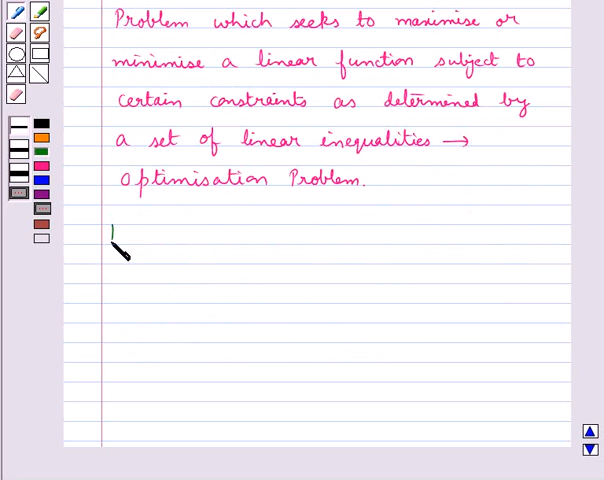 Problem which seeks to maximise or
minimise a linear function subject to
certain constraints as determined by
a set of linear inequalities →
Optimisation Problem.